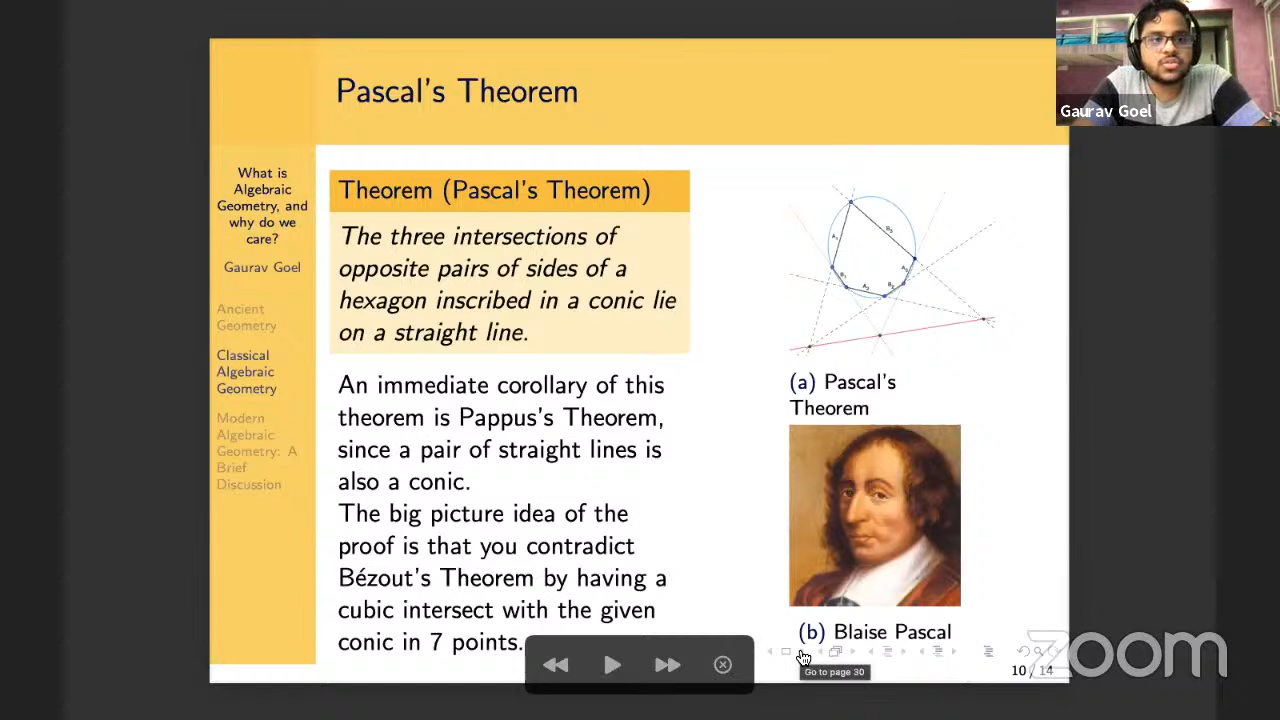 Pascal's Theorem
Gaurav Goel
What is
Algebraic
Geometry, and
why do we
care?
Gaurav Goel
Ancient
Geometry
Classical
Algebraic
Geometry
Modern
Algebraic
Geometry: A
Brief
Discussion
Theorem (Pascal's Theorem)
The three intersections of
opposite pairs of sides of a
hexagon inscribed in a conic lie
on a straight line.
An immediate corollary of this
theorem is Pappus's Theorem,
since a pair of straight lines is
also a conic.
The big picture idea of the
proof is that you contradict
Bézout's Theorem by having a
cubic intersect with the given
conic in 7 points.
(a) Pascal's
Theorem
(b) Blaise Pascal
Go to page 30
10 / 14
zoom